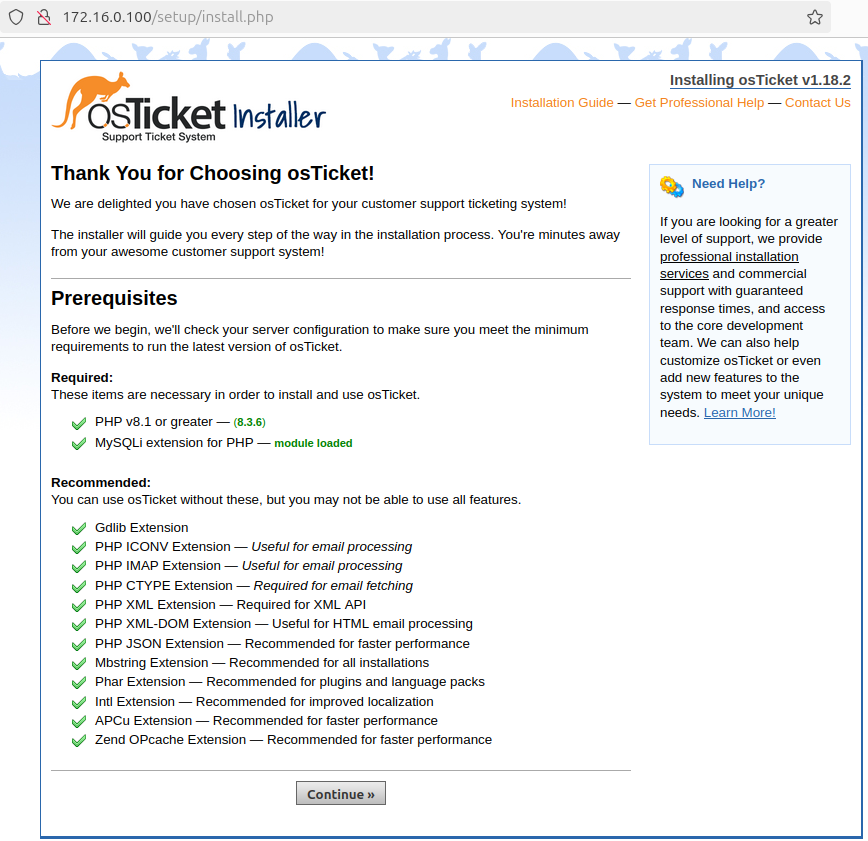 172.16.0.100/setup/install.php
osTicket Installer
Support Ticket System
Installing osTicket v1.18.2
Installation Guide — Get Professional Help — Contact Us
Thank You for Choosing osTicket!
We are delighted you have chosen osTicket for your customer support ticketing system!
The installer will guide you every step of the way in the installation process. You're minutes away
from your awesome customer support system!
Prerequisites
Before we begin, we'll check your server configuration to make sure you meet the minimum
requirements to run the latest version of osTicket.
Required:
These items are necessary in order to install and use osTicket.
PHP v8.1 or greater — (8.3.6)
MySQLi extension for PHP — module loaded
Recommended:
You can use osTicket without these, but you may not be able to use all features.
Gdlib Extension
PHP ICONV Extension — Useful for email processing
PHP IMAP Extension — Useful for email processing
PHP CTYPE Extension — Required for email fetching
PHP XML Extension — Required for XML API
PHP XML-DOM Extension — Useful for HTML email processing
PHP JSON Extension — Recommended for faster performance
Mbstring Extension — Recommended for all installations
Phar Extension — Recommended for plugins and language packs
Intl Extension — Recommended for improved localization
APCu Extension — Recommended for faster performance
Zend OPcache Extension — Recommended for faster performance
Continue »
Need Help?
If you are looking for a greater
level of support, we provide
professional installation
services and commercial
support with guaranteed
response times, and access
to the core development
team. We can also help
customize osTicket or even
add new features to the
system to meet your unique
needs. Learn More!